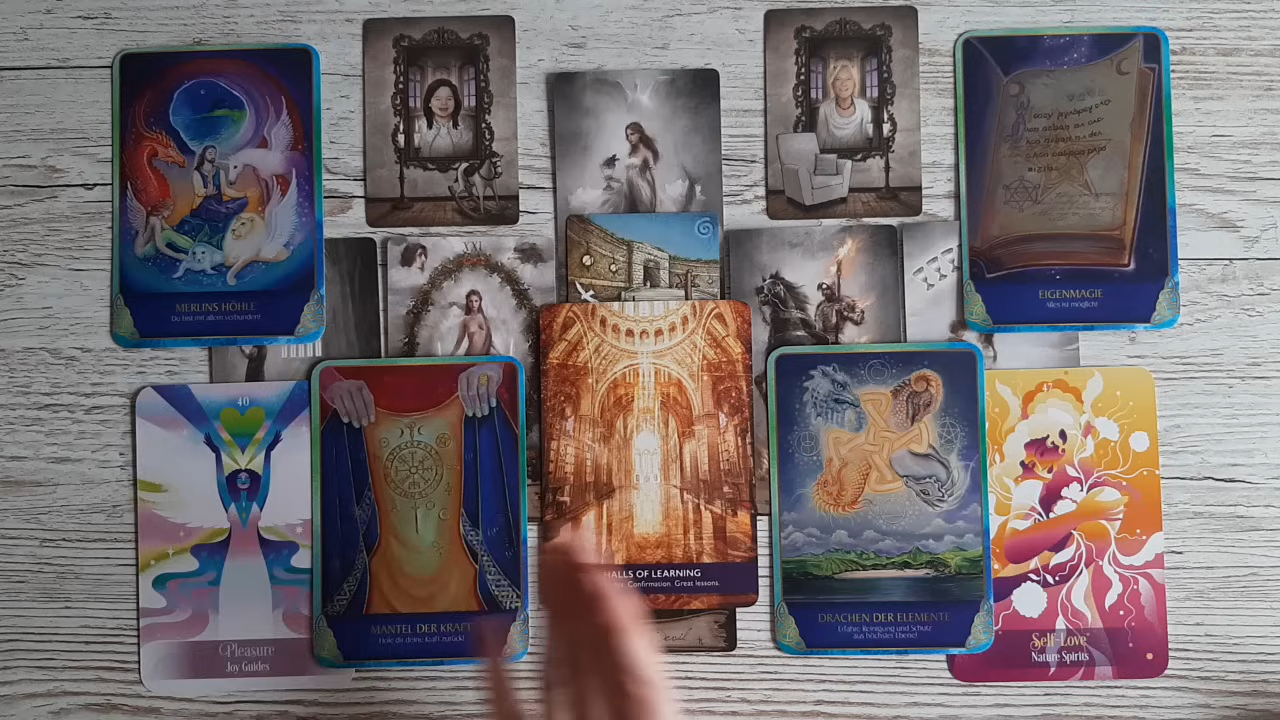 MERLINS HÖHLE
Du bist mit allem verbunden!
XXI
EIGENMAGIE
Alles ist möglich!
40
Pleasure
Joy Guides
MANTEL DER KRAFT
Hole dir deine Kraft zurück!
HALLS OF LEARNING
Confirmation. Great lessons.
DRACHEN DER ELEMENTE
Erfahre Reinigung und Schutz
aus höchster Ebene!
47
Self-Love
Nature Spirits